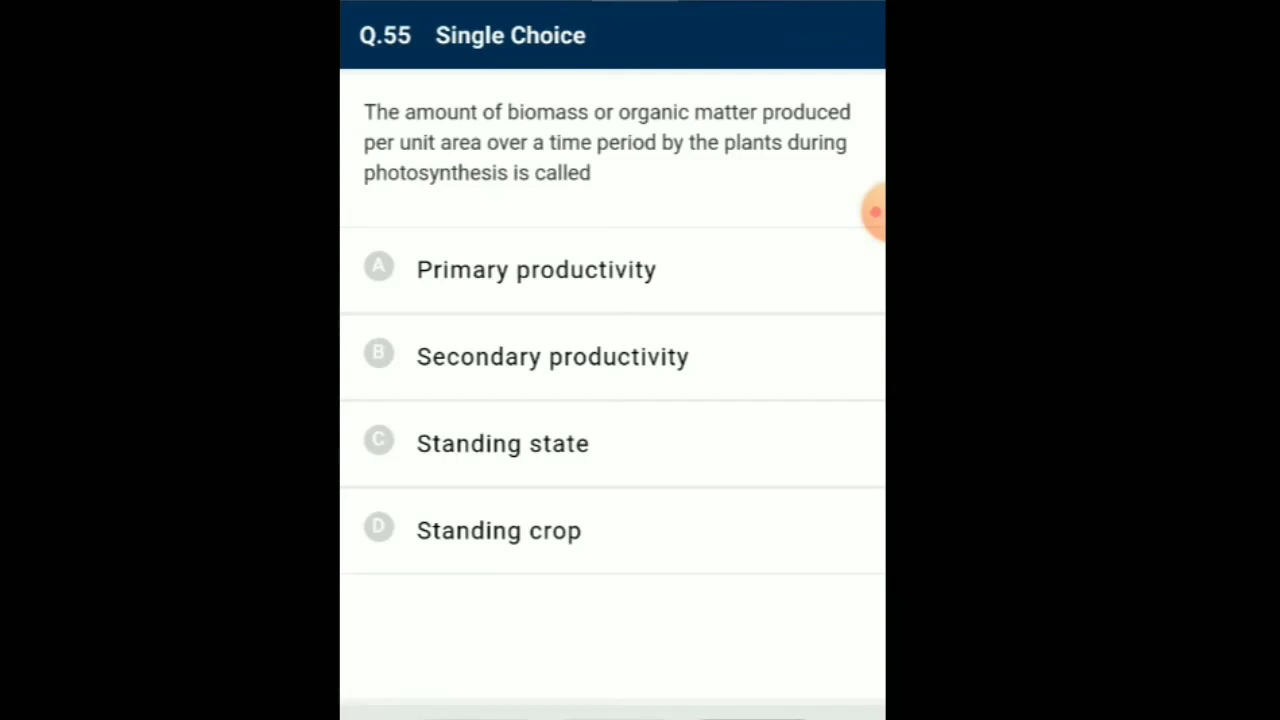 Q.55 Single Choice
The amount of biomass or organic matter produced
per unit area over a time period by the plants during
photosynthesis is called
A Primary productivity
B Secondary productivity
C Standing state
D Standing crop